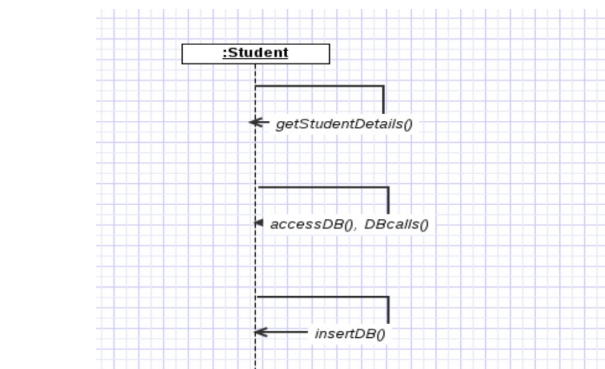 :Student
getStudentDetails()
accessDB(), DBcalls()
insertDB()